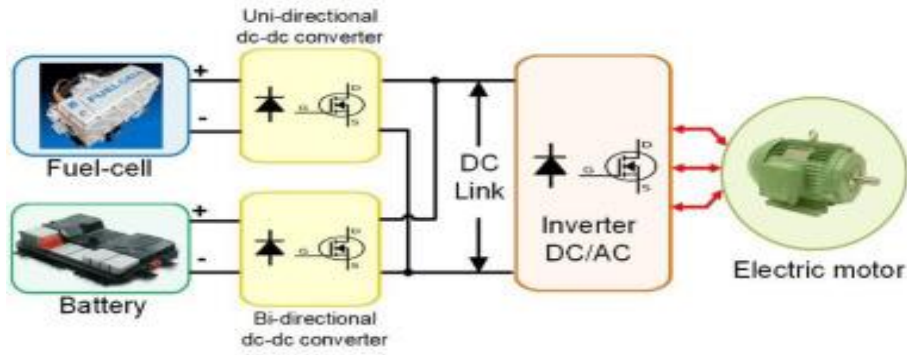 Uni-directional
dc-dc converter
+
-
FUELCELL
Fuel-cell
D
G
S
+
-
Battery
D
G
S
Bi-directional
dc-dc converter
DC
Link
D
G
S
Inverter
DC/AC
Electric motor